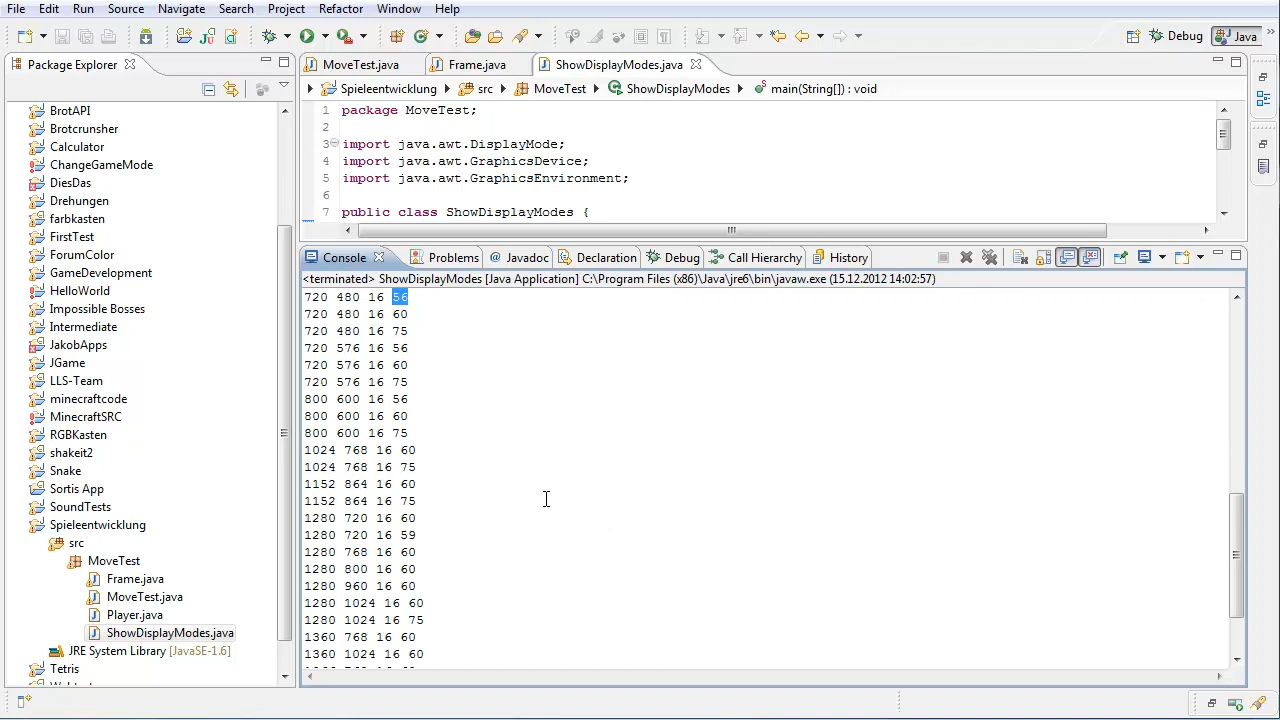 File Edit Run Source Navigate Search Project Refactor Window Help
Debug Java
Package Explorer
BrotAPI
Brotcrunsher
Calculator
ChangeGameMode
DiesDas
Drehungen
farbkasten
FirstTest
ForumColor
GameDevelopment
HelloWorld
Impossible Bosses
Intermediate
JakobApps
JGame
LLS-Team
minecraftcode
MinecraftSRC
RGBKasten
shakeit2
Snake
Sortis App
SoundTests
Spieleentwicklung
src
MoveTest
Frame.java
MoveTest.java
Player.java
ShowDisplayModes.java
JRE System Library [JavaSE-1.6]
Tetris
MoveTest.java Frame.java ShowDisplayModes.java
Spieleentwicklung src MoveTest ShowDisplayModes main(String[]) : void
1 package MoveTest;
2
3 import java.awt.DisplayMode;
4 import java.awt.GraphicsDevice;
5 import java.awt.GraphicsEnvironment;
6
7 public class ShowDisplayModes {
Console Problems Javadoc Declaration Debug Call Hierarchy History
<terminated> ShowDisplayModes [Java Application] C:\Program Files (x86)\Java\jre6\bin\javaw.exe (15.12.2012 14:02:57)
720 480 16 56
720 480 16 60
720 480 16 75
720 576 16 56
720 576 16 60
720 576 16 75
800 600 16 56
800 600 16 60
800 600 16 75
1024 768 16 60
1024 768 16 75
1152 864 16 60
1152 864 16 75
1280 720 16 60
1280 720 16 59
1280 768 16 60
1280 800 16 60
1280 960 16 60
1280 1024 16 60
1280 1024 16 75
1360 768 16 60
1360 1024 16 60